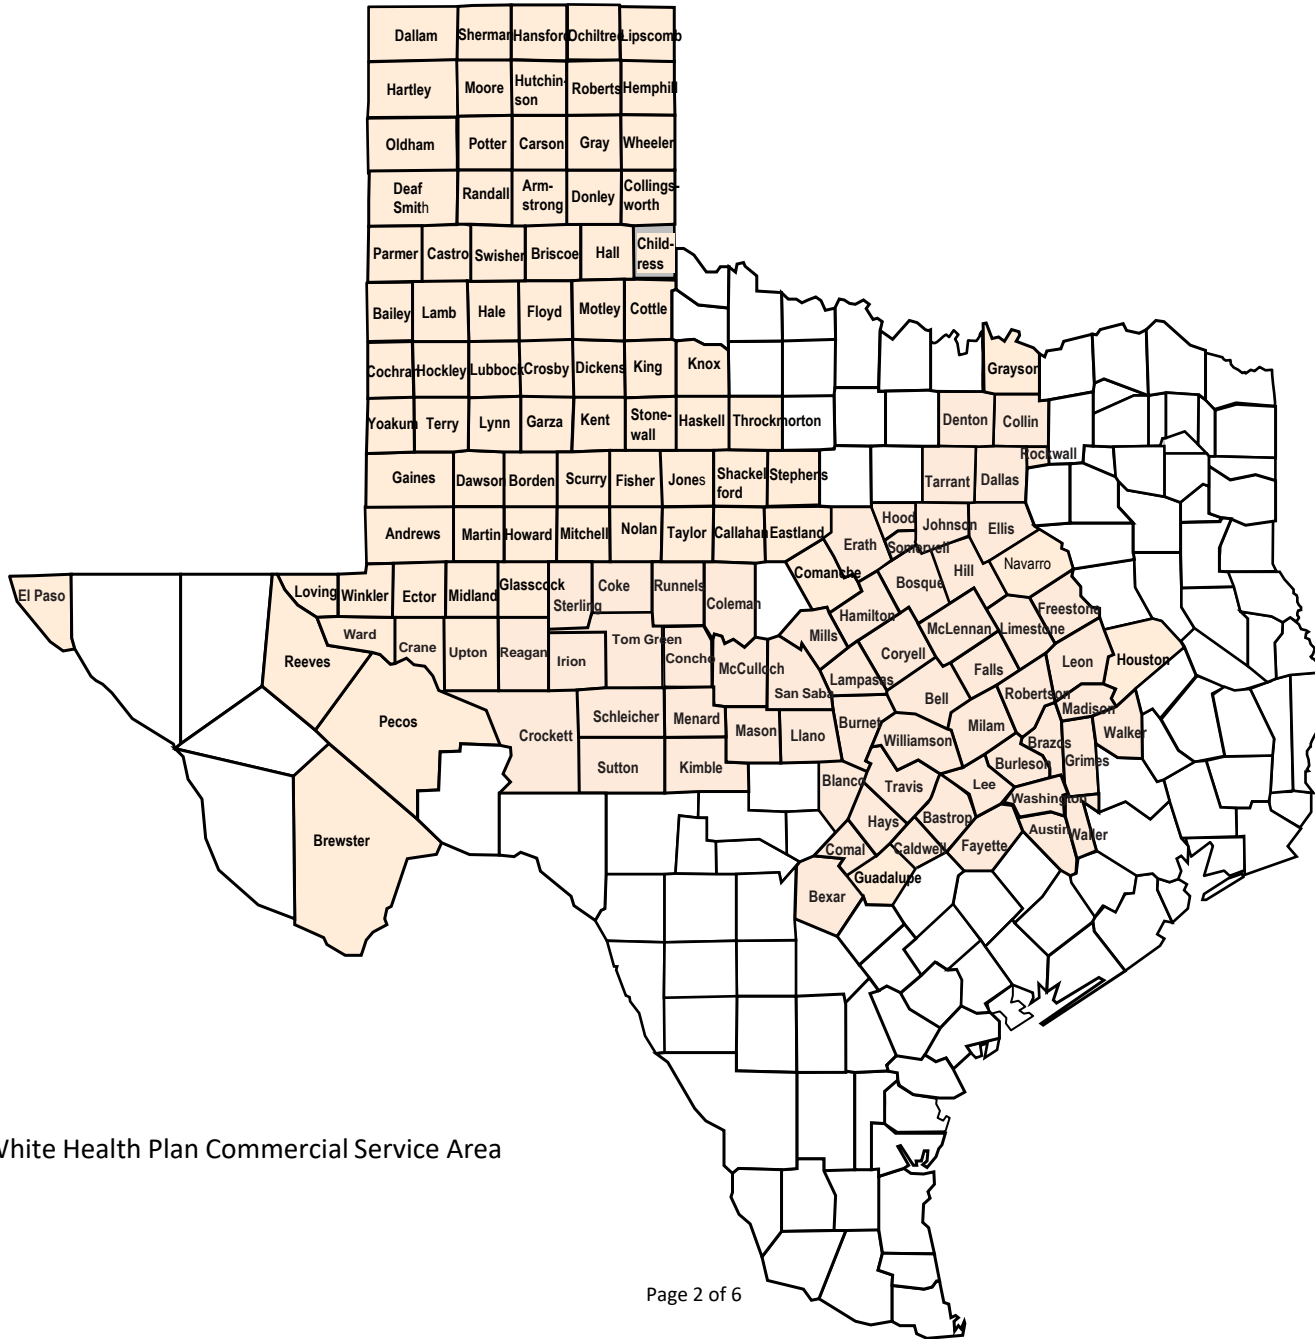 Dallam Sherman Hansford Ochiltree Lipscomb
Hartley Moore Hutchin-
son Roberts Hemphill
Oldham Potter Carson Gray Wheeler
Deaf
Smith Randall Arm-
strong Donley Collings-
worth
Parmer Castro Swisher Briscoe Hall Child-
ress
Bailey Lamb Hale Floyd Motley Cottle
Cochran Hockley Lubbock Crosby Dickens King Knox
Grayson
Yoakum Terry Lynn Garza Kent Stone-
wall Haskell Throckmorton Denton Collin
Rockwall
Gaines Dawson Borden Scurry Fisher Jones Shackel
ford Stephens Tarrant Dallas
Andrews Martin Howard Mitchell Nolan Taylor Callahan Eastland Erath Hood Johnson Ellis
Somervell
El Paso Loving Winkler Ector Midland Glasscock Sterling Coke Runnels Coleman Comanche Bosque Hill Navarro
Ward Crane Upton Reagan Irion Tom Green Concho McCulloch Mills Hamilton McLennan Limestone Freestone
Reeves San Saba Lampasas Coryell Falls Leon Houston
Pecos Crockett Schleicher Menard Mason Llano Burnet Bell Milam Robertson Madison Walker
Sutton Kimble Williamson Brazos Grimes
Burleson
Brewster Blanco Travis Lee Washington
Hays Bastrop Austin Waller
Comal Caldwell Fayette
Guadalupe
Bexar
White Health Plan Commercial Service Area
Page 2 of 6